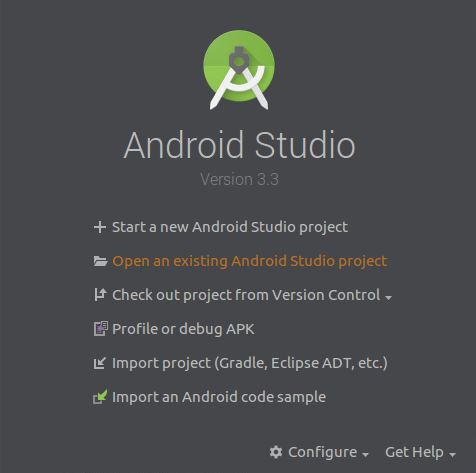 Android Studio
Version 3.3
Start a new Android Studio project
Open an existing Android Studio project
Check out project from Version Control
Profile or debug APK
Import project (Gradle, Eclipse ADT, etc.)
Import an Android code sample
Configure Get Help